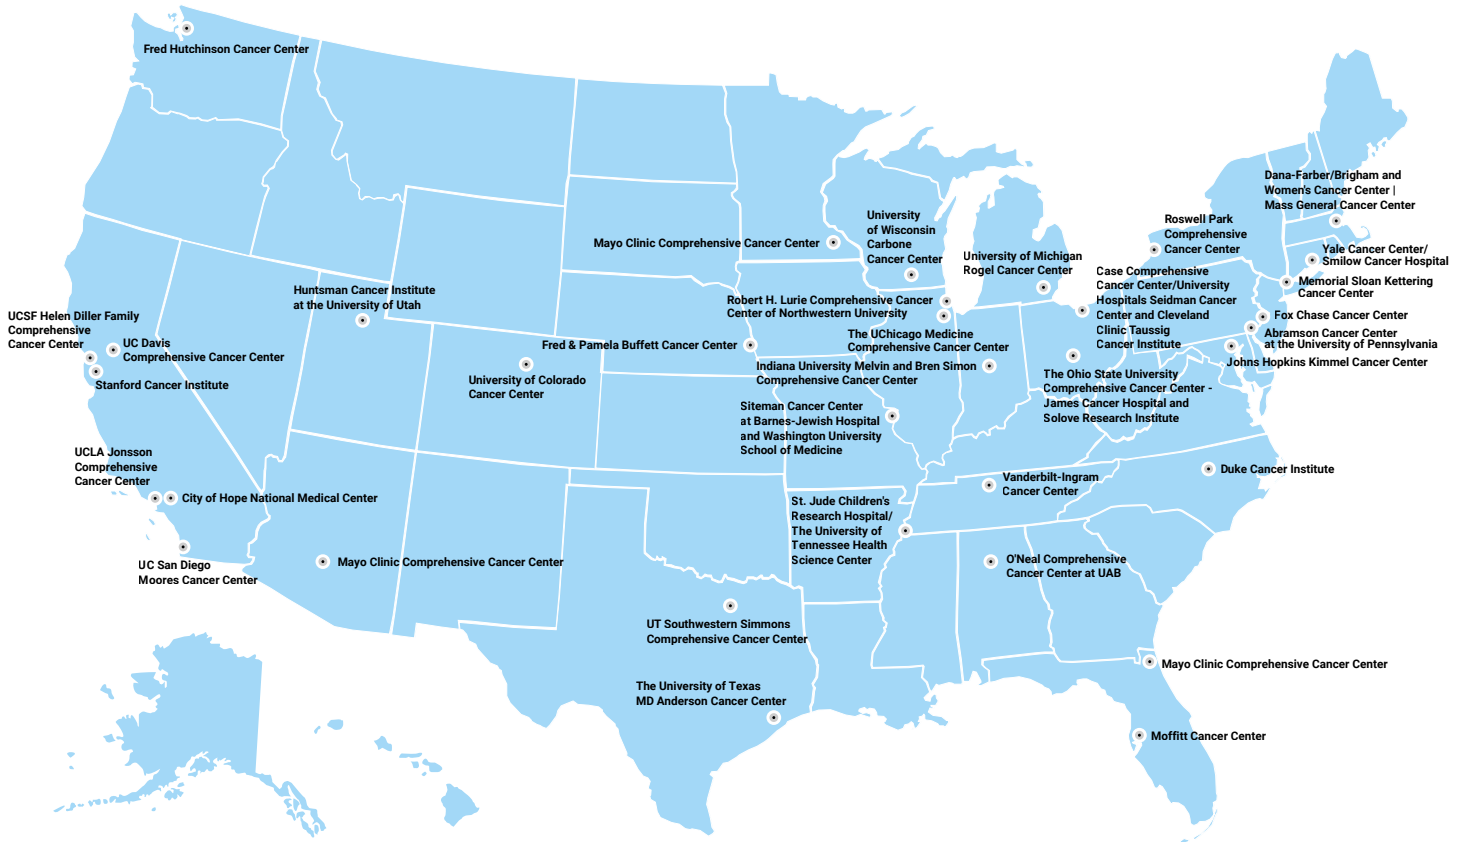 Fred Hutchinson Cancer Center
Dana-Farber/Brigham and
Women's Cancer Center |
Mass General Cancer Center
University
of Wisconsin
Carbone
Cancer Center
Roswell Park
Comprehensive
Cancer Center
Mayo Clinic Comprehensive Cancer Center
University of Michigan
Rogel Cancer Center
Yale Cancer Center/
Smilow Cancer Hospital
Case Comprehensive
Cancer Center/University
Hospitals Seidman Cancer
Center and Cleveland
Clinic Taussig
Cancer Institute
Memorial Sloan Kettering
Cancer Center
Huntsman Cancer Institute
at the University of Utah
Robert H. Lurie Comprehensive Cancer
Center of Northwestern University
UCSF Helen Diller Family
Comprehensive
Cancer Center
Fox Chase Cancer Center
Abramson Cancer Center
at the University of Pennsylvania
The UChicago Medicine
Comprehensive Cancer Center
UC Davis
Comprehensive Cancer Center
Fred & Pamela Buffett Cancer Center
Johns Hopkins Kimmel Cancer Center
Indiana University Melvin and Bren Simon
Comprehensive Cancer Center
Stanford Cancer Institute
University of Colorado
Cancer Center
The Ohio State University
Comprehensive Cancer Center -
James Cancer Hospital and
Solove Research Institute
Siteman Cancer Center
at Barnes-Jewish Hospital
and Washington University
School of Medicine
UCLA Jonsson
Comprehensive
Cancer Center
Duke Cancer Institute
Vanderbilt-Ingram
Cancer Center
City of Hope National Medical Center
St. Jude Children's
Research Hospital/
The University of
Tennessee Health
Science Center
UC San Diego
Moores Cancer Center
Mayo Clinic Comprehensive Cancer Center
O'Neal Comprehensive
Cancer Center at UAB
UT Southwestern Simmons
Comprehensive Cancer Center
Mayo Clinic Comprehensive Cancer Center
The University of Texas
MD Anderson Cancer Center
Moffitt Cancer Center